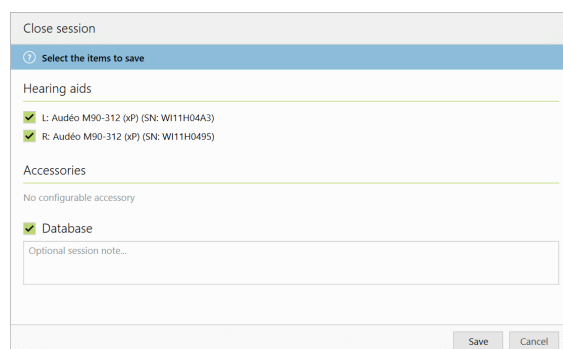 Close session
? Select the items to save
Hearing aids
L: Audéo M90-312 (xP) (SN: WI11H04A3)
R: Audéo M90-312 (xP) (SN: WI11H0495)
Accessories
No configurable accessory
Database
Optional session note...
Save Cancel